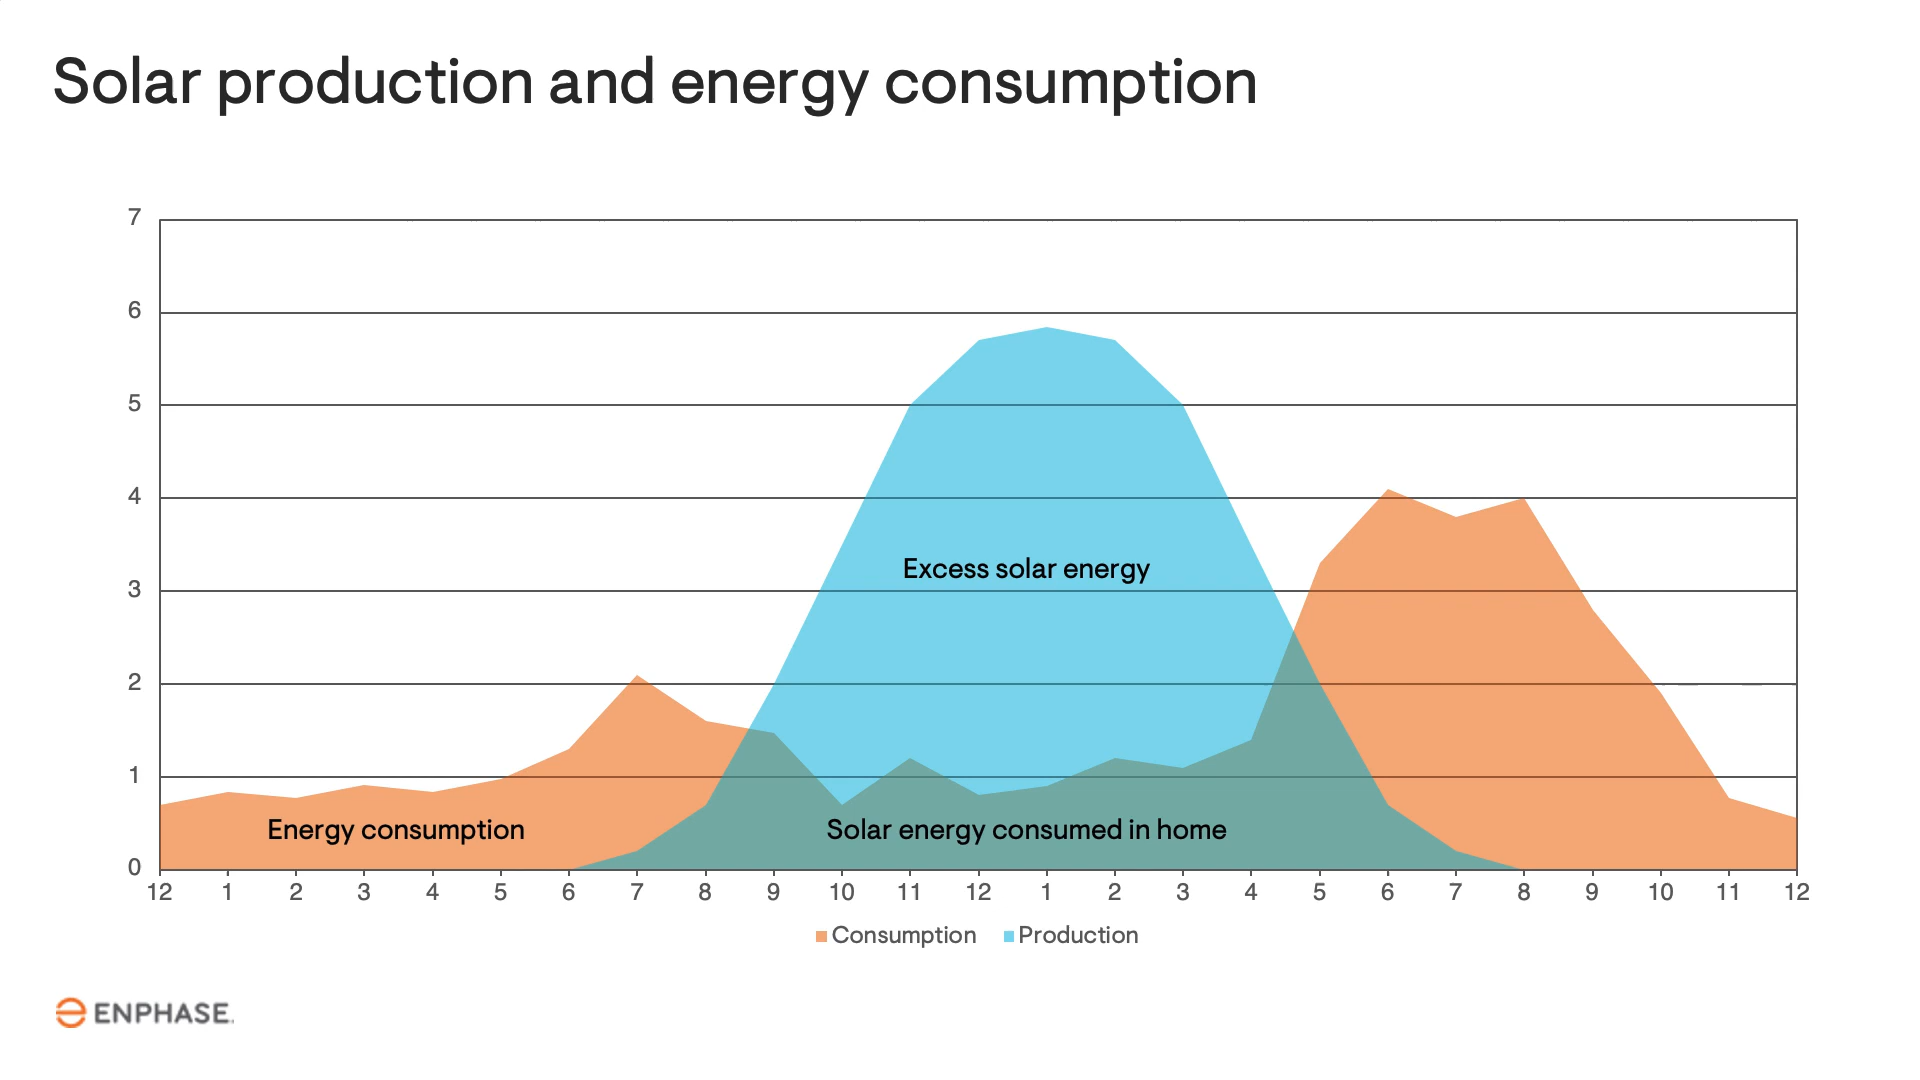 Solar production and energy consumption
7
6
5
4
3
2
1
0
Excess solar energy
Energy consumption
Solar energy consumed in home
12 1 2 3 4 5 6 7 8 9 10 11 12 1 2 3 4 5 6 7 8 9 10 11 12
Consumption Production
ENPHASE.